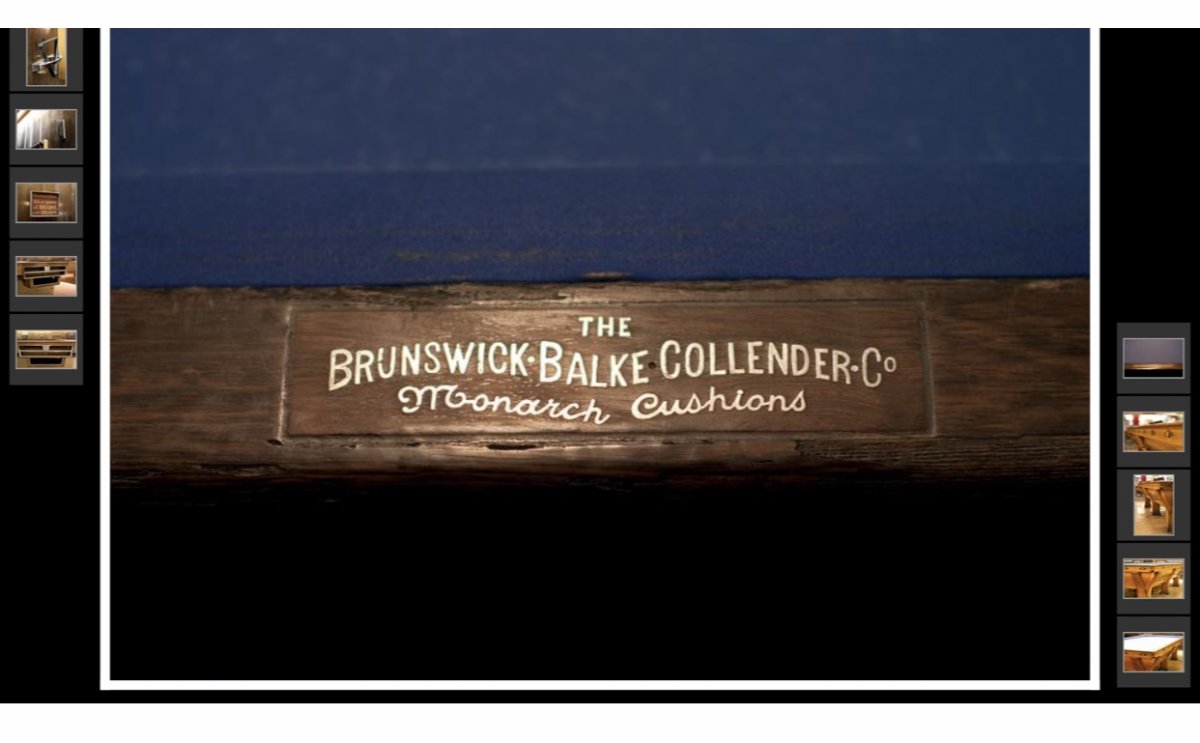 THE
BRUNSWICK·BALKE COLLENDER·Co
Monarch Cushions